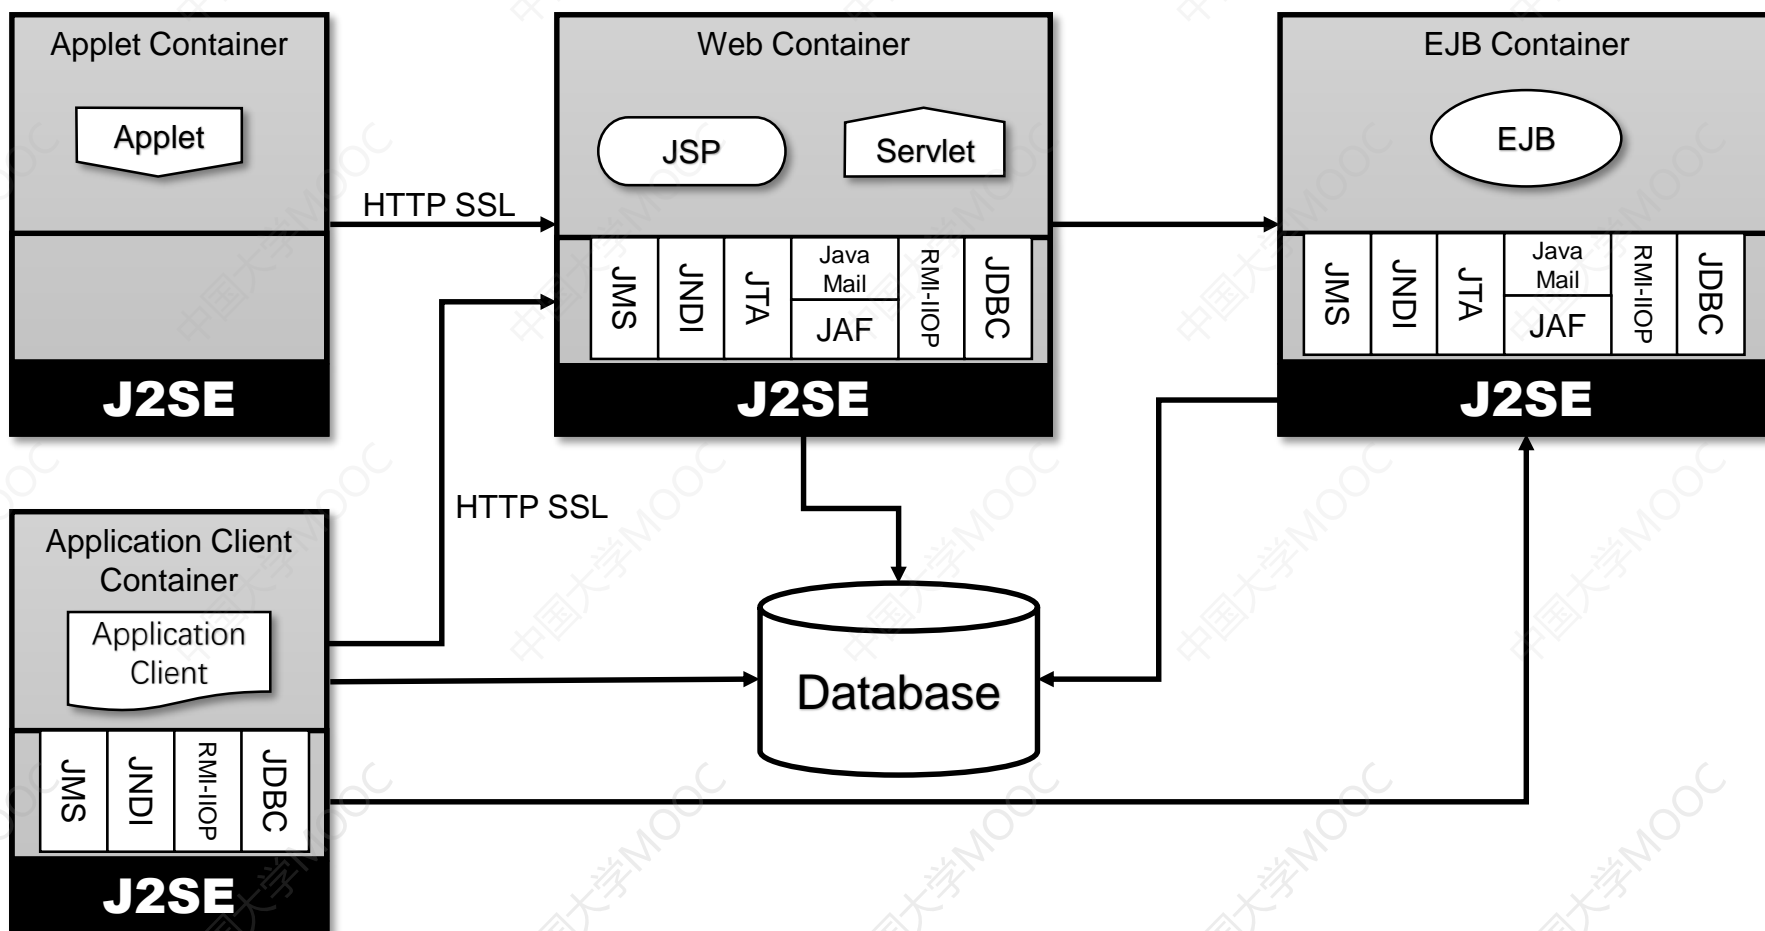 Applet Container
Applet
J2SE
HTTP SSL
Web Container
JSP
Servlet
JMS
JNDI
JTA
Java
Mail
JAF
RMI-IIOP
JDBC
J2SE
EJB Container
EJB
JMS
JNDI
JTA
Java
Mail
JAF
RMI-IIOP
JDBC
J2SE
HTTP SSL
Application Client
Container
Application
Client
JMS
JNDI
RMI-IIOP
JDBC
J2SE
Database
中国大学MOOC